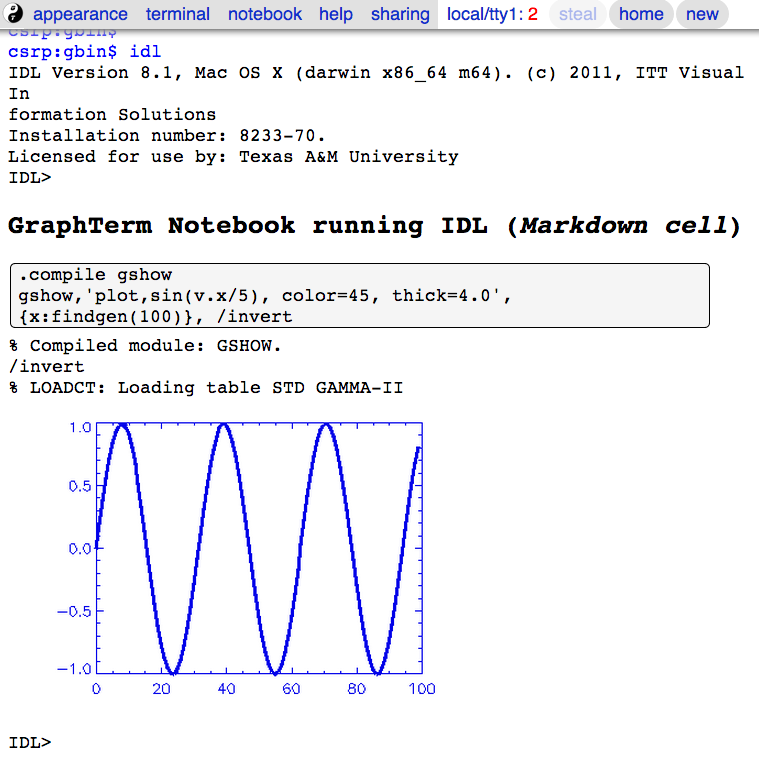 appearance terminal notebook help sharing local/tty1: 2 steal home new
csrp:gbin$
csrp:gbin$ idl
IDL Version 8.1, Mac OS X (darwin x86_64 m64). (c) 2011, ITT Visual
In
formation Solutions
Installation number: 8233-70.
Licensed for use by: Texas A&M University
IDL>
GraphTerm Notebook running IDL (Markdown cell)
.compile gshow
gshow,'plot,sin(v.x/5), color=45, thick=4.0',
{x:findgen(100)}, /invert
% Compiled module: GSHOW.
/invert
% LOADCT: Loading table STD GAMMA-II
1.0
0.5
0.0
−0.5
−1.0
0 20 40 60 80 100
IDL>